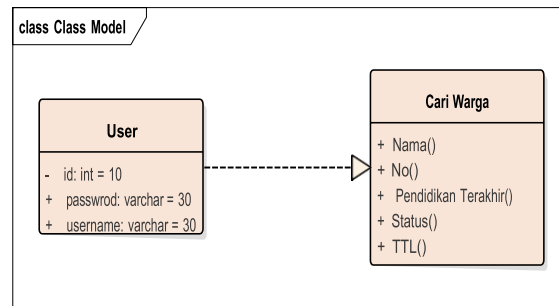 class Class Model
User
- id: int = 10
+ passwrod: varchar = 30
+ username: varchar = 30
Cari Warga
+ Nama()
+ No()
+ Pendidikan Terakhir()
+ Status()
+ TTL()